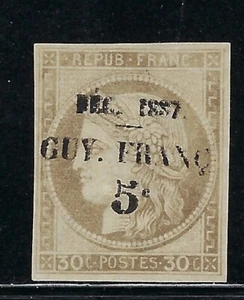 REPUB. FRANC.
DÉC. 1887.
GUY. FRANÇ
5c
30C·POSTES·30C